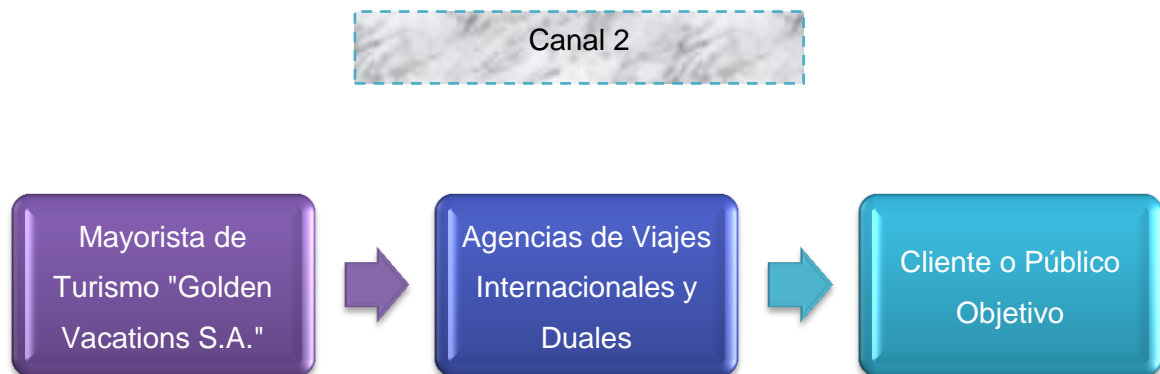 Canal 2
Mayorista de
Turismo "Golden
Vacations S.A."
Agencias de Viajes
Internacionales y
Duales
Cliente o Público
Objetivo